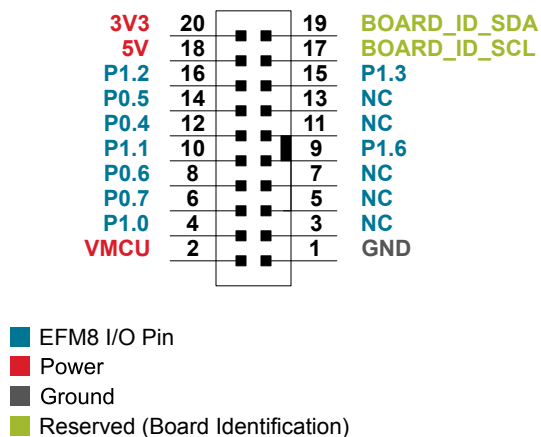 3V3 20 19 BOARD_ID_SDA
5V 18 17 BOARD_ID_SCL
P1.2 16 15 P1.3
P0.5 14 13 NC
P0.4 12 11 NC
P1.1 10 9 P1.6
P0.6 8 7 NC
P0.7 6 5 NC
P1.0 4 3 NC
VMCU 2 1 GND
EFM8 I/O Pin
Power
Ground
Reserved (Board Identification)